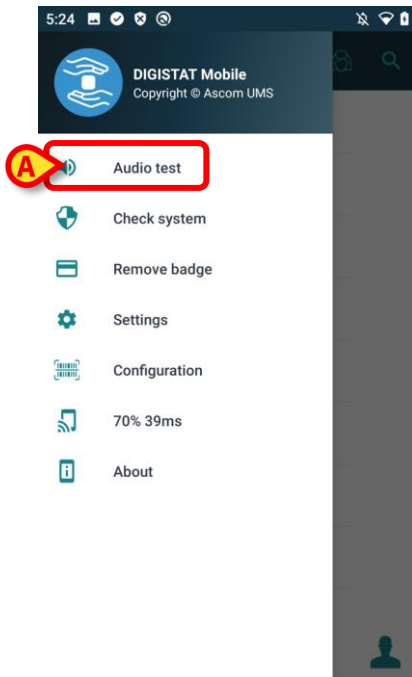 5:24
DIGISTAT Mobile
Copyright © Ascom UMS
A
Audio test
Check system
Remove badge
Settings
Configuration
70% 39ms
About